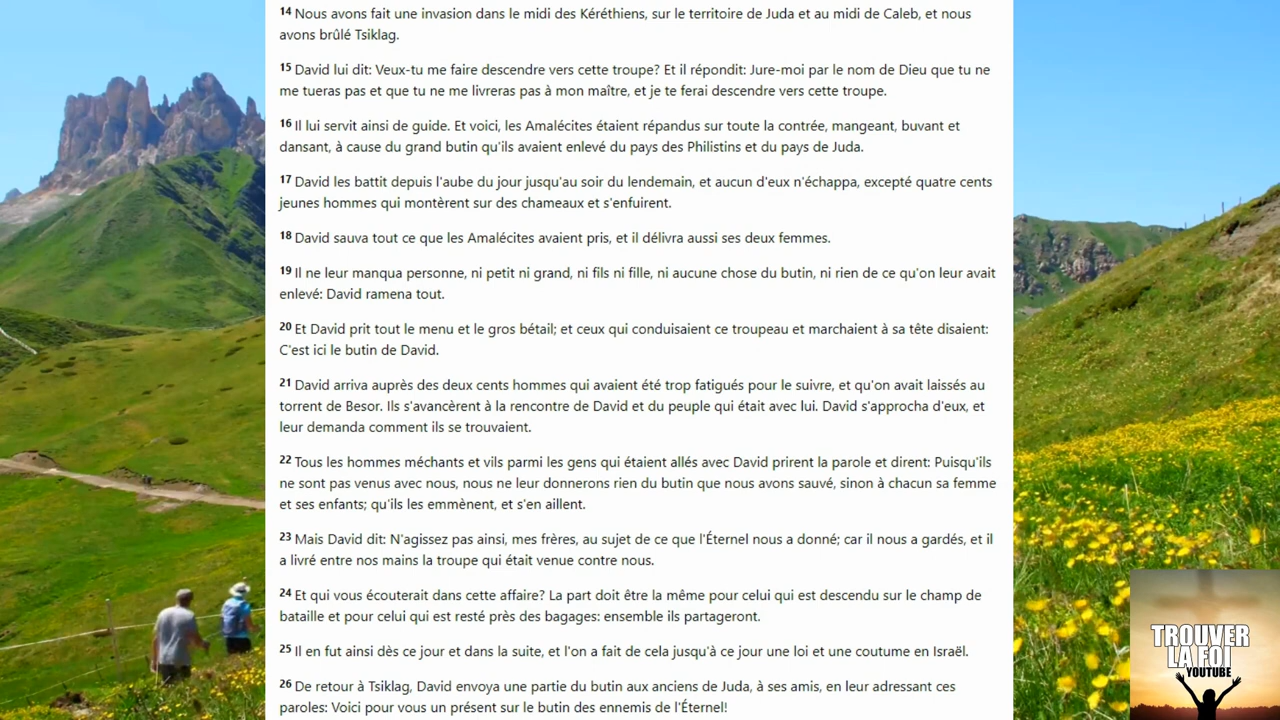 14 Nous avons fait une invasion dans le midi des Kéréthiens, sur le territoire de Juda et au midi de Caleb, et nous
avons brûlé Tsiklag.
15 David lui dit: Veux-tu me faire descendre vers cette troupe? Et il répondit: Jure-moi par le nom de Dieu que tu ne
me tueras pas et que tu ne me livreras pas à mon maître, et je te ferai descendre vers cette troupe.
16 Il lui servit ainsi de guide. Et voici, les Amalécites étaient répandus sur toute la contrée, mangeant, buvant et
dansant, à cause du grand butin qu'ils avaient enlevé du pays des Philistins et du pays de Juda.
17 David les battit depuis l'aube du jour jusqu'au soir du lendemain, et aucun d'eux n'échappa, excepté quatre cents
jeunes hommes qui montèrent sur des chameaux et s'enfuirent.
18 David sauva tout ce que les Amalécites avaient pris, et il délivra aussi ses deux femmes.
19 Il ne leur manqua personne, ni petit ni grand, ni fils ni fille, ni aucune chose du butin, ni rien de ce qu'on leur avait
enlevé: David ramena tout.
20 Et David prit tout le menu et le gros bétail; et ceux qui conduisaient ce troupeau et marchaient à sa tête disaient:
C'est ici le butin de David.
21 David arriva auprès des deux cents hommes qui avaient été trop fatigués pour le suivre, et qu'on avait laissés au
torrent de Besor. Ils s'avancèrent à la rencontre de David et du peuple qui était avec lui. David s'approcha d'eux, et
leur demanda comment ils se trouvaient.
22 Tous les hommes méchants et vils parmi les gens qui étaient allés avec David prirent la parole et dirent: Puisqu'ils
ne sont pas venus avec nous, nous ne leur donnerons rien du butin que nous avons sauvé, sinon à chacun sa femme
et ses enfants; qu'ils les emmènent, et s'en aillent.
23 Mais David dit: N'agissez pas ainsi, mes frères, au sujet de ce que l'Éternel nous a donné; car il nous a gardés, et il
a livré entre nos mains la troupe qui était venue contre nous.
24 Et qui vous écouterait dans cette affaire? La part doit être la même pour celui qui est descendu sur le champ de
bataille et pour celui qui est resté près des bagages: ensemble ils partageront.
25 Il en fut ainsi dès ce jour et dans la suite, et l'on a fait de cela jusqu'à ce jour une loi et une coutume en Israël.
26 De retour à Tsiklag, David envoya une partie du butin aux anciens de Juda, à ses amis, en leur adressant ces
paroles: Voici pour vous un présent sur le butin des ennemis de l'Éternel!
TROUVER
LA FOI
YOUTUBE